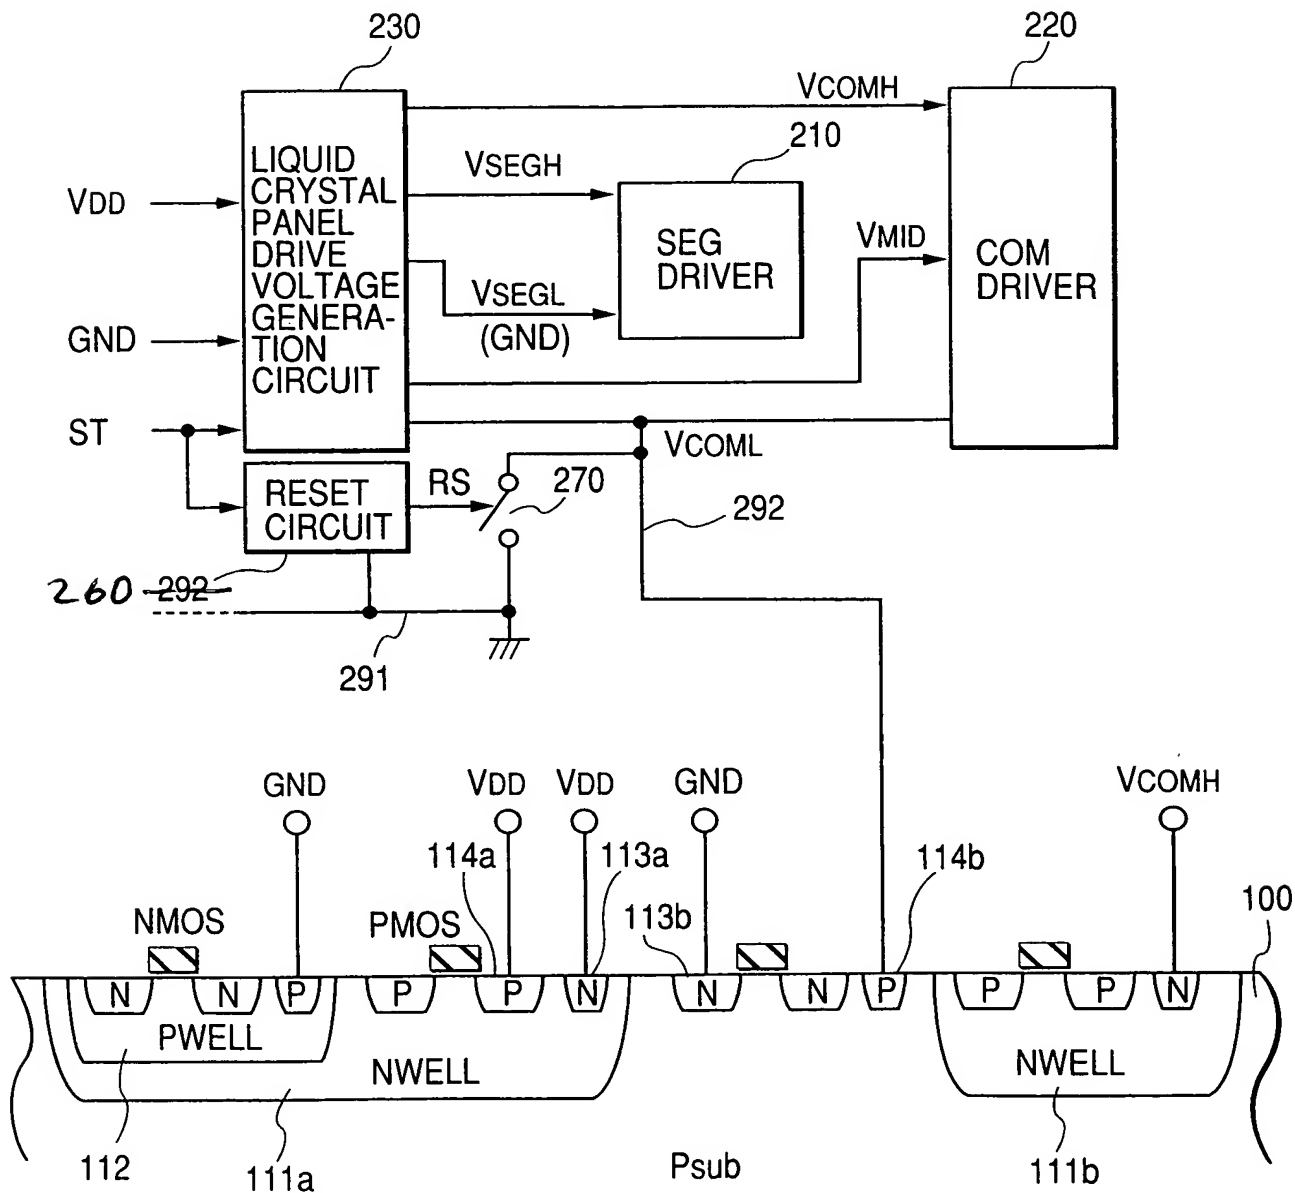 230
220
VCOMH
210
LIQUID
CRYSTAL
PANEL
DRIVE
VOLTAGE
GENERA-
TION
CIRCUIT
VSEGH
VDD
SEG
DRIVER
VMID
COM
DRIVER
VSEGL
(GND)
GND
ST
VCOML
RESET
CIRCUIT
RS
270
292
260 292
291
GND
VDD
VDD
GND
VCOMH
114a
113a
114b
113b
100
NMOS
PMOS
N N P P P N N N P P P N
PWELL
NWELL
NWELL
112
111a
Psub
111b